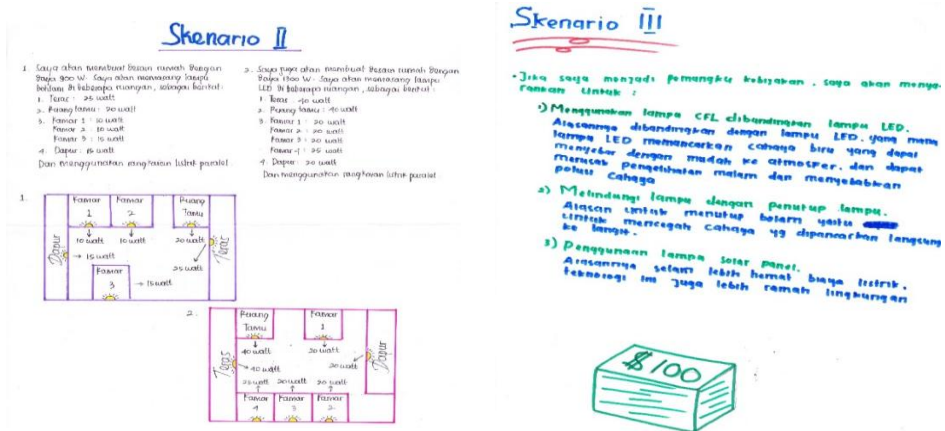 Skenario II
1. Saya akan membuat Desain rumah Dengan
Daya 900 W. Saya akan memasang lampu
bohlam di beberapa ruangan, sebagai berikut :
1. Teras : 25 watt
2. Ruang tamu : 20 watt
3. Kamar 1 : 10 watt
Kamar 2 : 10 watt
Kamar 3 : 15 watt
4. Dapur : 15 watt
Dan menggunakan rangkaian listrik paralel.
2. Saya juga akan membuat Desain rumah Dengan
Daya 1300 W. Saya akan memasang lampu
LED di beberapa ruangan, sebagai berikut :
1. Teras : 40 watt
2. Ruang tamu : 40 watt
3. Kamar 1 : 20 watt
Kamar 2 : 20 watt
Kamar 3 : 20 watt
Kamar 4 : 25 watt
4. Dapur : 20 watt
Dan menggunakan rangkaian listrik paralel
1.
Kamar 1
Kamar 2
Ruang Tamu
Dapur
10 watt
10 watt
20 watt
Teras
15 watt
25 watt
Kamar 3
15 watt
2.
Ruang Tamu
Kamar 1
Teras
40 watt
20 watt
Dapur
40 watt
20 watt
25 watt
20 watt
20 watt
Kamar 4
Kamar 3
Kamar 2
Skenario III
• Jika saya menjadi pemangku kebijakan, saya akan menya-
rankan untuk :
1) Menggunakan lampu CFL dibandingkan lampu LED.
Alasannya dibandingkan dengan lampu LED. yang mana
lampu LED memancarkan cahaya biru yang dapat
menyebar dengan mudah ke atmosfer, dan dapat
merusak penglihatan malam dan menyebabkan
polusi cahaya
2) Melindungi lampu dengan penutup lampu.
Alasan untuk menutup bolam yaitu
untuk mencegah cahaya yg dipancarkan langsung
ke langit.
3) Penggunaan lampu solar panel.
Alasannya selain lebih hemat biaya listrik.
teknologi ini juga lebih ramah lingkungan
$100